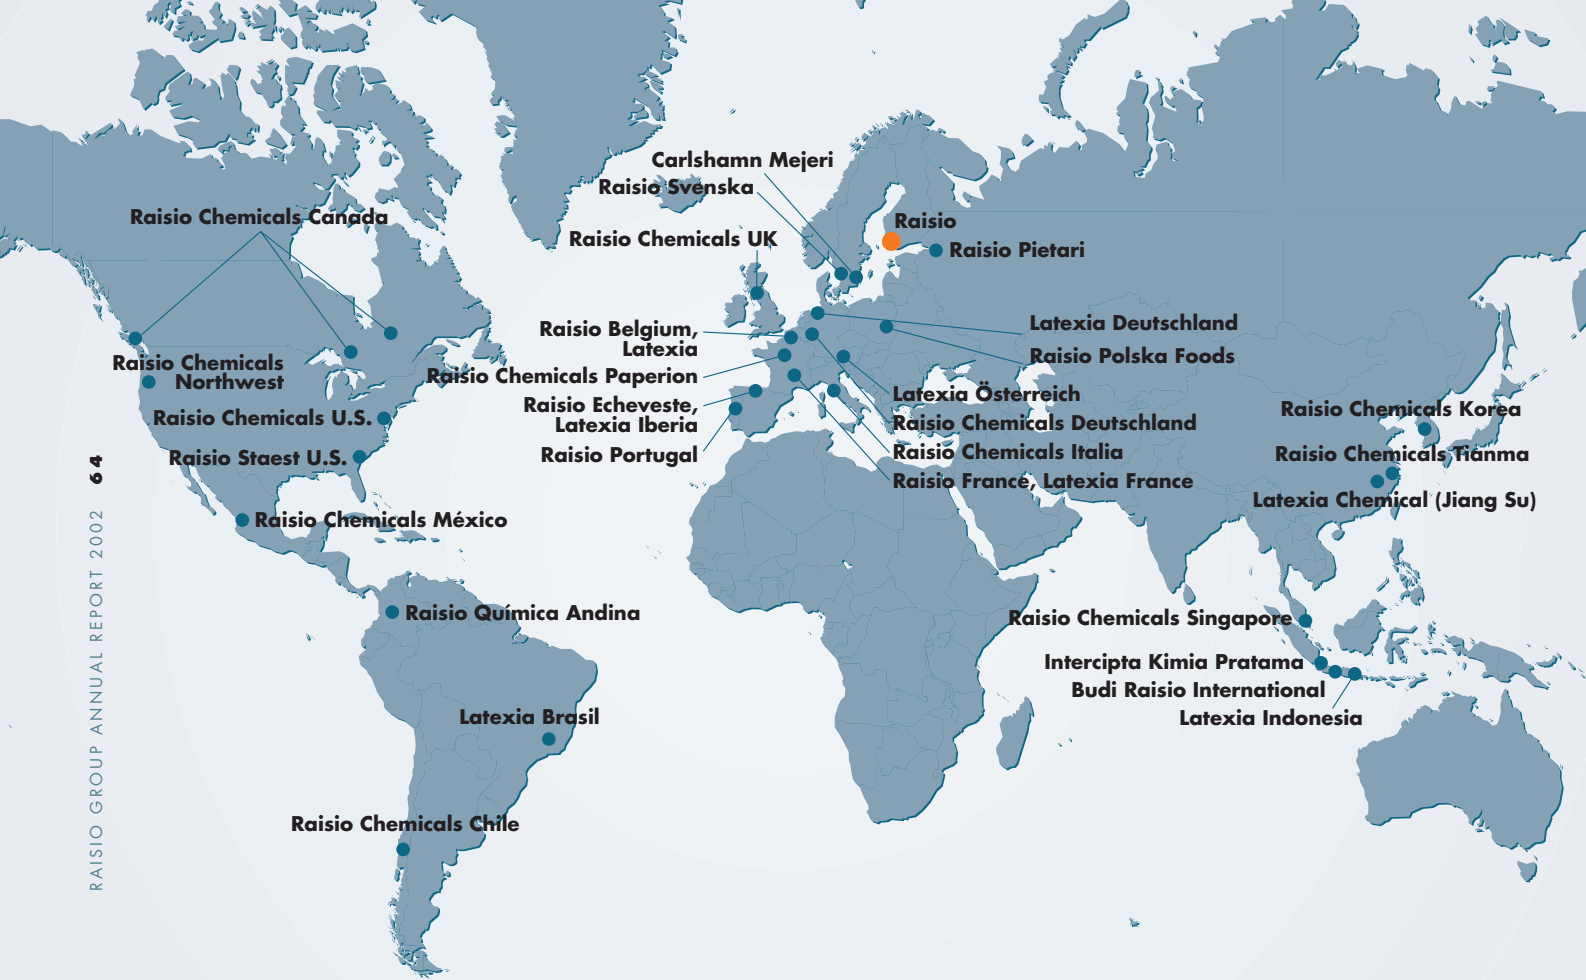 Carlshamn Mejeri
Raisio Svenska
Raisio Chemicals Canada
Raisio
Raisio Chemicals UK
Raisio Pietari
Raisio Belgium,
Latexia
Latexia Deutschland
Raisio Polska Foods
Raisio Chemicals
Northwest
Raisio Chemicals Paperion
Latexia Österreich
Raisio Echeveste,
Latexia Iberia
Raisio Chemicals Korea
Raisio Chemicals U.S.
Raisio Chemicals Deutschland
Raisio Portugal
Raisio Chemicals Italia
Raisio Chemicals Tianma
Raisio Staest U.S.
Raisio France, Latexia France
Latexia Chemical (Jiang Su)
Raisio Chemicals México
Raisio Química Andina
Raisio Chemicals Singapore
Intercipta Kimia Pratama
Budi Raisio International
Latexia Indonesia
Latexia Brasil
Raisio Chemicals Chile
RAISIO GROUP ANNUAL REPORT 2002 64